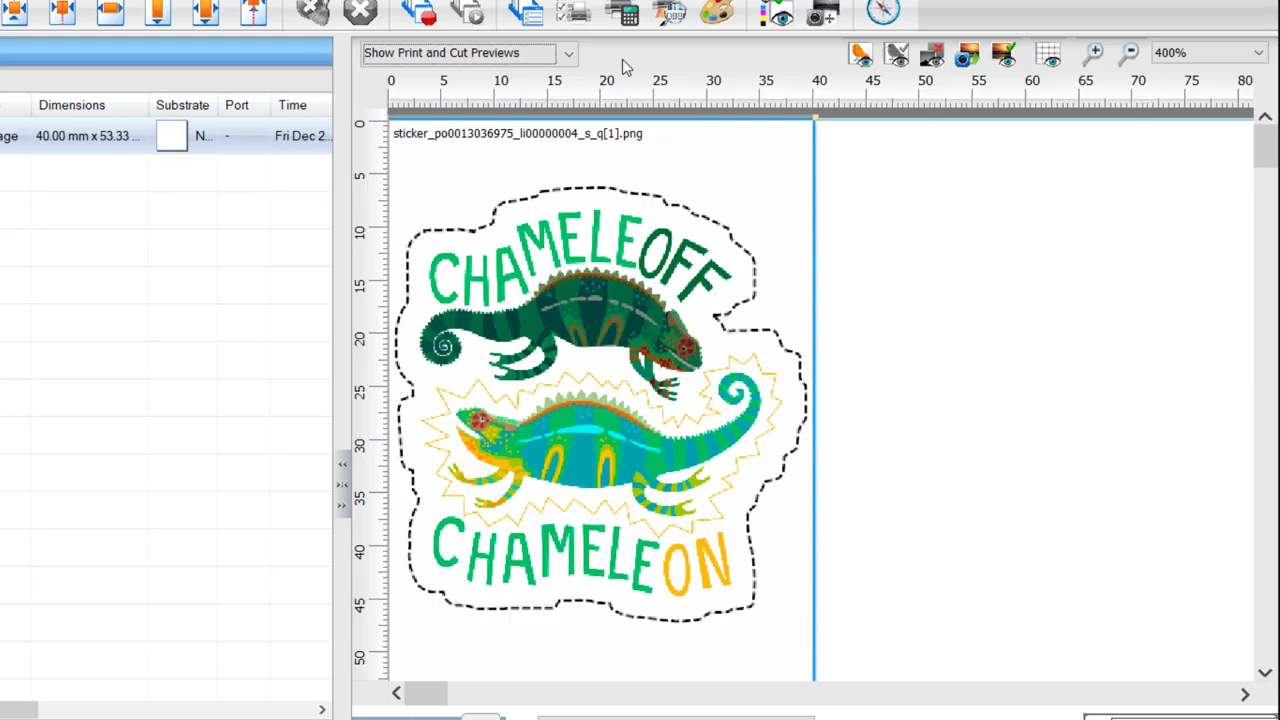 Show Print and Cut Previews
400%
0 5 10 15 20 25 30 35 40 45 50 55 60 65 70 75 80
Dimensions Substrate Port Time
age 40.00 mm x 53.33 ... N... - Fri Dec 2...
sticker_po0013036975_li00000004_s_q[1].png
0
5
10
15
20
25
30
35
40
45
50
CHAMELEOFF
CHAMELEON